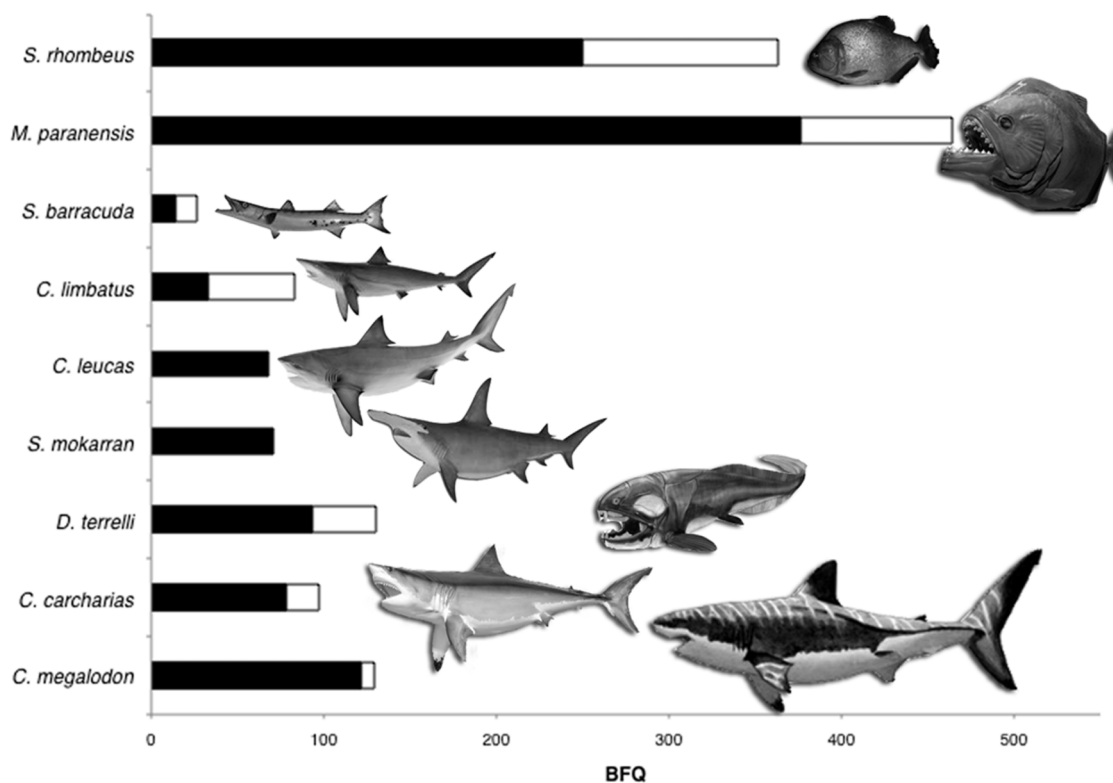 S. rhombeus
M. paranensis
S. barracuda
C. limbatus
C. leucas
S. mokarran
D. terrelli
C. carcharias
C. megalodon
0 100 200 300 400 500
BFQ